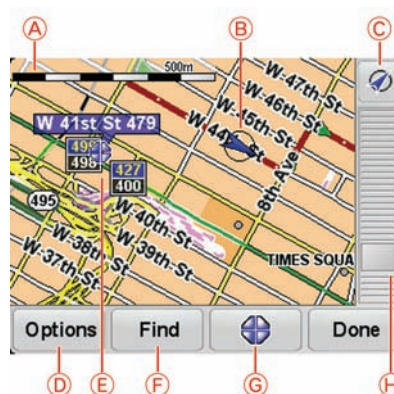 A
B
C
500m
W-47th-St
W-46th-St
W-45th-St
W 44 St
W 41st St 479
499
498
427
400
8th-Ave
495
W-40th-St
W-39th-St
W-38th-St
W-37th-St
TIMES SQUA
Options
Find
Done
D
E
F
G
H